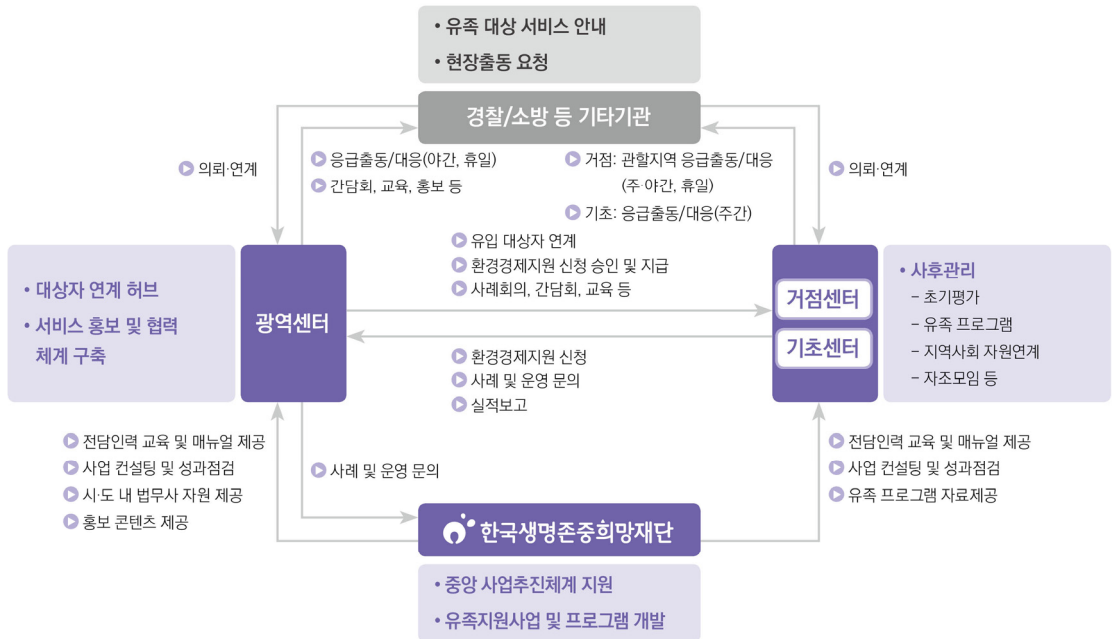 • 유족 대상 서비스 안내
• 현장출동 요청
경찰/소방 등 기타기관
의뢰·연계
응급출동/대응(야간, 휴일)
간담회, 교육, 홍보 등
거점: 관할지역 응급출동/대응
(주·야간, 휴일)
기초: 응급출동/대응(주간)
의뢰·연계
• 대상자 연계 허브
• 서비스 홍보 및 협력
체계 구축
광역센터
유입 대상자 연계
환경경제지원 신청 승인 및 지급
사례회의, 간담회, 교육 등
환경경제지원 신청
사례 및 운영 문의
실적보고
거점센터
기초센터
• 사후관리
– 초기평가
– 유족 프로그램
– 지역사회 자원연계
– 자조모임 등
전담인력 교육 및 매뉴얼 제공
사업 컨설팅 및 성과점검
시·도 내 법무사 자원 제공
홍보 콘텐츠 제공
사례 및 운영 문의
전담인력 교육 및 매뉴얼 제공
사업 컨설팅 및 성과점검
유족 프로그램 자료제공
한국생명존중희망재단
• 중앙 사업추진체계 지원
• 유족지원사업 및 프로그램 개발